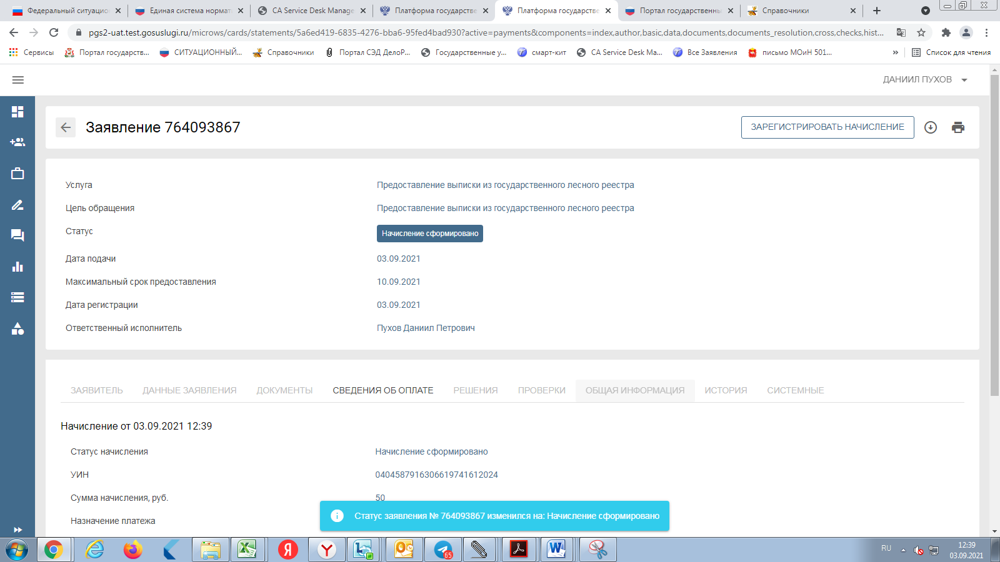 Федеральный ситуацио
Единая система нормат
CA Service Desk Manage
Платформа государстве
Платформа государстве
Портал государственны
Справочники
pgs2-uat.test.gosuslugi.ru/microws/cards/statements/5a6ed419-6835-4276-bba6-95fed4bad930?active=payments&components=index,author,basic,data,documents,documents_resolution,cross,checks,hist...
Сервисы
Портал государств...
СИТУАЦИОННЫЙ...
Справочники
Портал СЭД ДелоР...
Государственные у...
смарт-кит
CA Service Desk Ma...
Все Заявления
письмо МОиН 501...
»
Список для чтения
ДАНИИЛ ПУХОВ
Заявление 764093867
ЗАРЕГИСТРИРОВАТЬ НАЧИСЛЕНИЕ
Услуга
Предоставление выписки из государственного лесного реестра
Цель обращения
Предоставление выписки из государственного лесного реестра
Статус
Начисление сформировано
Дата подачи
03.09.2021
Максимальный срок предоставления
10.09.2021
Дата регистрации
03.09.2021
Ответственный исполнитель
Пухов Даниил Петрович
ЗАЯВИТЕЛЬ
ДАННЫЕ ЗАЯВЛЕНИЯ
ДОКУМЕНТЫ
СВЕДЕНИЯ ОБ ОПЛАТЕ
РЕШЕНИЯ
ПРОВЕРКИ
ОБЩАЯ ИНФОРМАЦИЯ
ИСТОРИЯ
СИСТЕМНЫЕ
Начисление от 03.09.2021 12:39
Статус начисления
Начисление сформировано
УИН
0404587916306619741612024
Сумма начисления, руб.
50
Назначение платежа
Статус заявления № 764093867 изменился на: Начисление сформировано
65
RU
12:39
03.09.2021